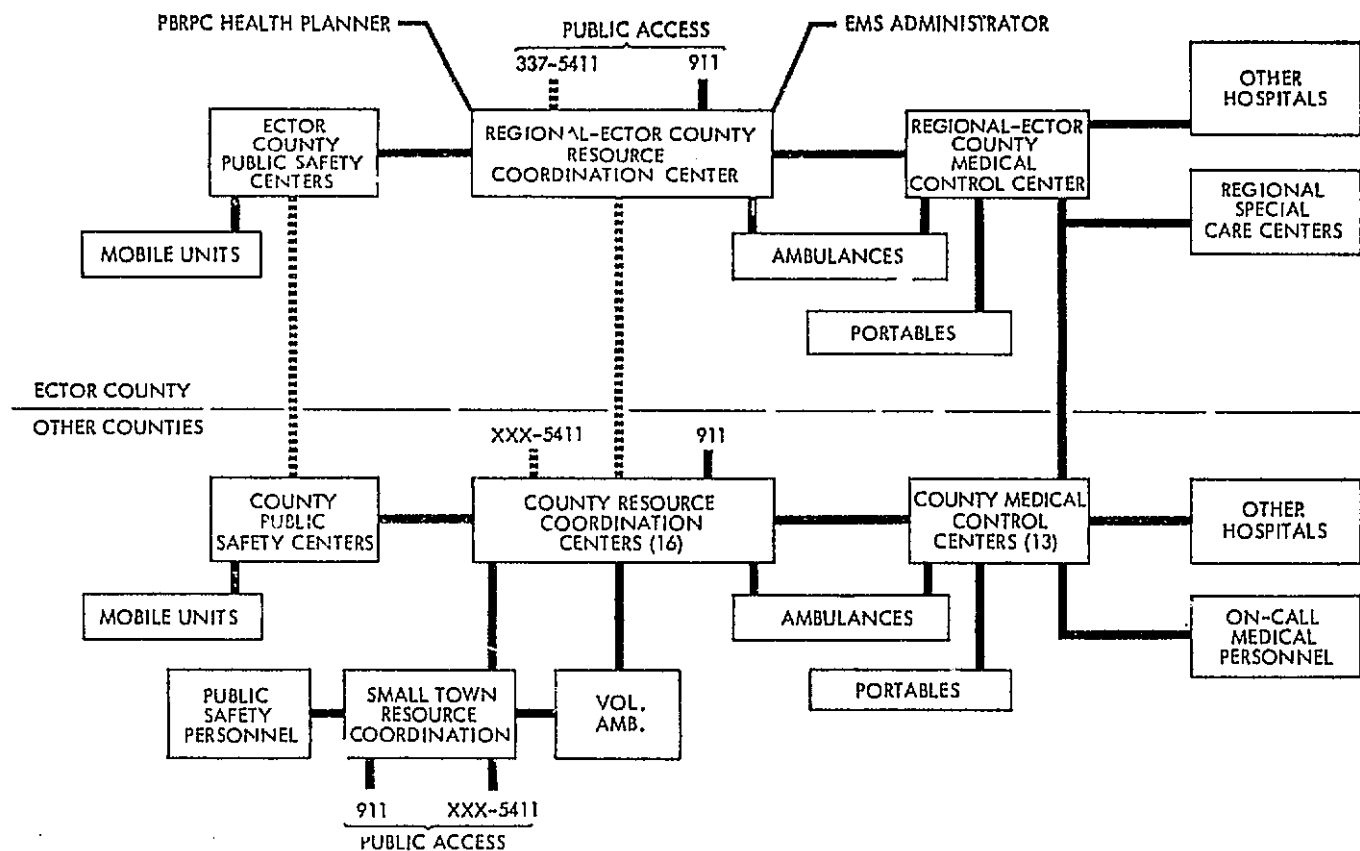 PBRPC HEALTH PLANNER
PUBLIC ACCESS
EMS ADMINISTRATOR
337-5411
911
OTHER
HOSPITALS
ECTOR
COUNTY
PUBLIC SAFETY
CENTERS
REGIONAL-ECTOR COUNTY
RESOURCE
COORDINATION CENTER
REGIONAL-ECTOR
COUNTY
MEDICAL
CONTROL CENTER
REGIONAL
SPECIAL
CARE CENTERS
MOBILE UNITS
AMBULANCES
PORTABLES
ECTOR COUNTY
OTHER COUNTIES
XXX-5411
911
COUNTY
PUBLIC
SAFETY CENTERS
COUNTY RESOURCE
COORDINATION
CENTERS (16)
COUNTY MEDICAL
CONTROL
CENTERS (13)
OTHER
HOSPITALS
MOBILE UNITS
AMBULANCES
ON-CALL
MEDICAL
PERSONNEL
PUBLIC
SAFETY
PERSONNEL
SMALL TOWN
RESOURCE
COORDINATION
VOL.
AMB.
PORTABLES
911
XXX-5411
PUBLIC ACCESS